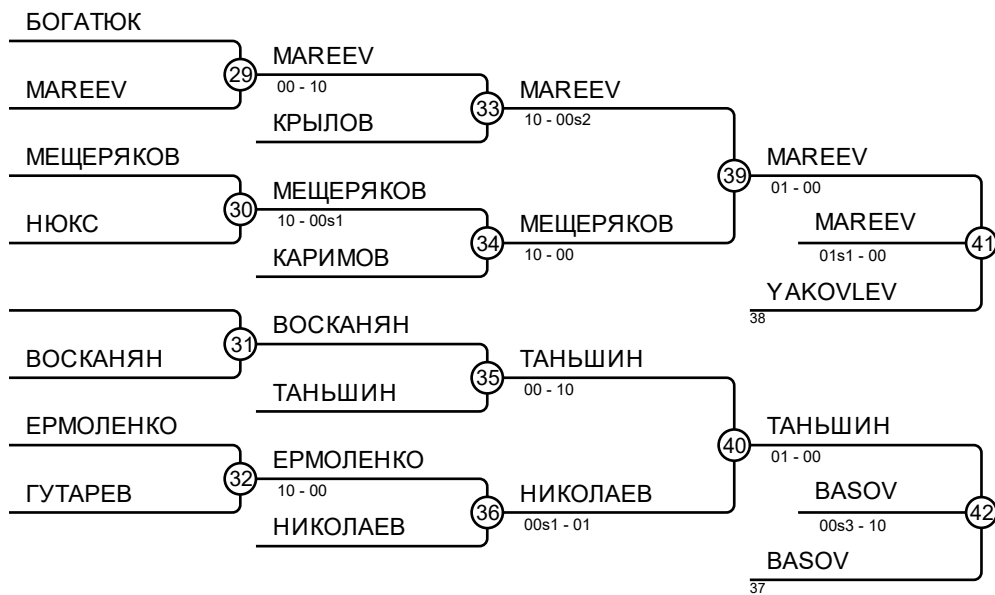 БОГАТЮК
29
MAREEV
00 - 10
MAREEV
33
MAREEV
10 - 00s2
КРЫЛОВ
МЕЩЕРЯКОВ
39
MAREEV
01 - 00
30
МЕЩЕРЯКОВ
10 - 00s1
НЮКС
34
МЕЩЕРЯКОВ
10 - 00
КАРИМОВ
MAREEV
01s1 - 00
41
YAKOVLEV
38
31
ВОСКАНЯН
ВОСКАНЯН
35
ТАНЬШИН
00 - 10
ТАНЬШИН
ЕРМОЛЕНКО
40
ТАНЬШИН
01 - 00
32
ЕРМОЛЕНКО
10 - 00
ГУТАРЕВ
36
НИКОЛАЕВ
00s1 - 01
НИКОЛАЕВ
BASOV
00s3 - 10
42
BASOV
37